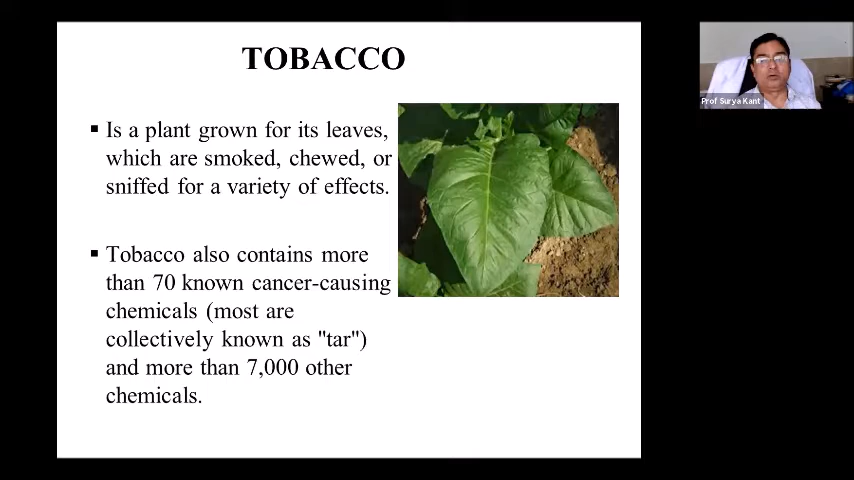 TOBACCO
▪ Is a plant grown for its leaves,
which are smoked, chewed, or
sniffed for a variety of effects.
▪ Tobacco also contains more
than 70 known cancer-causing
chemicals (most are
collectively known as "tar")
and more than 7,000 other
chemicals.
Prof Surya Kant